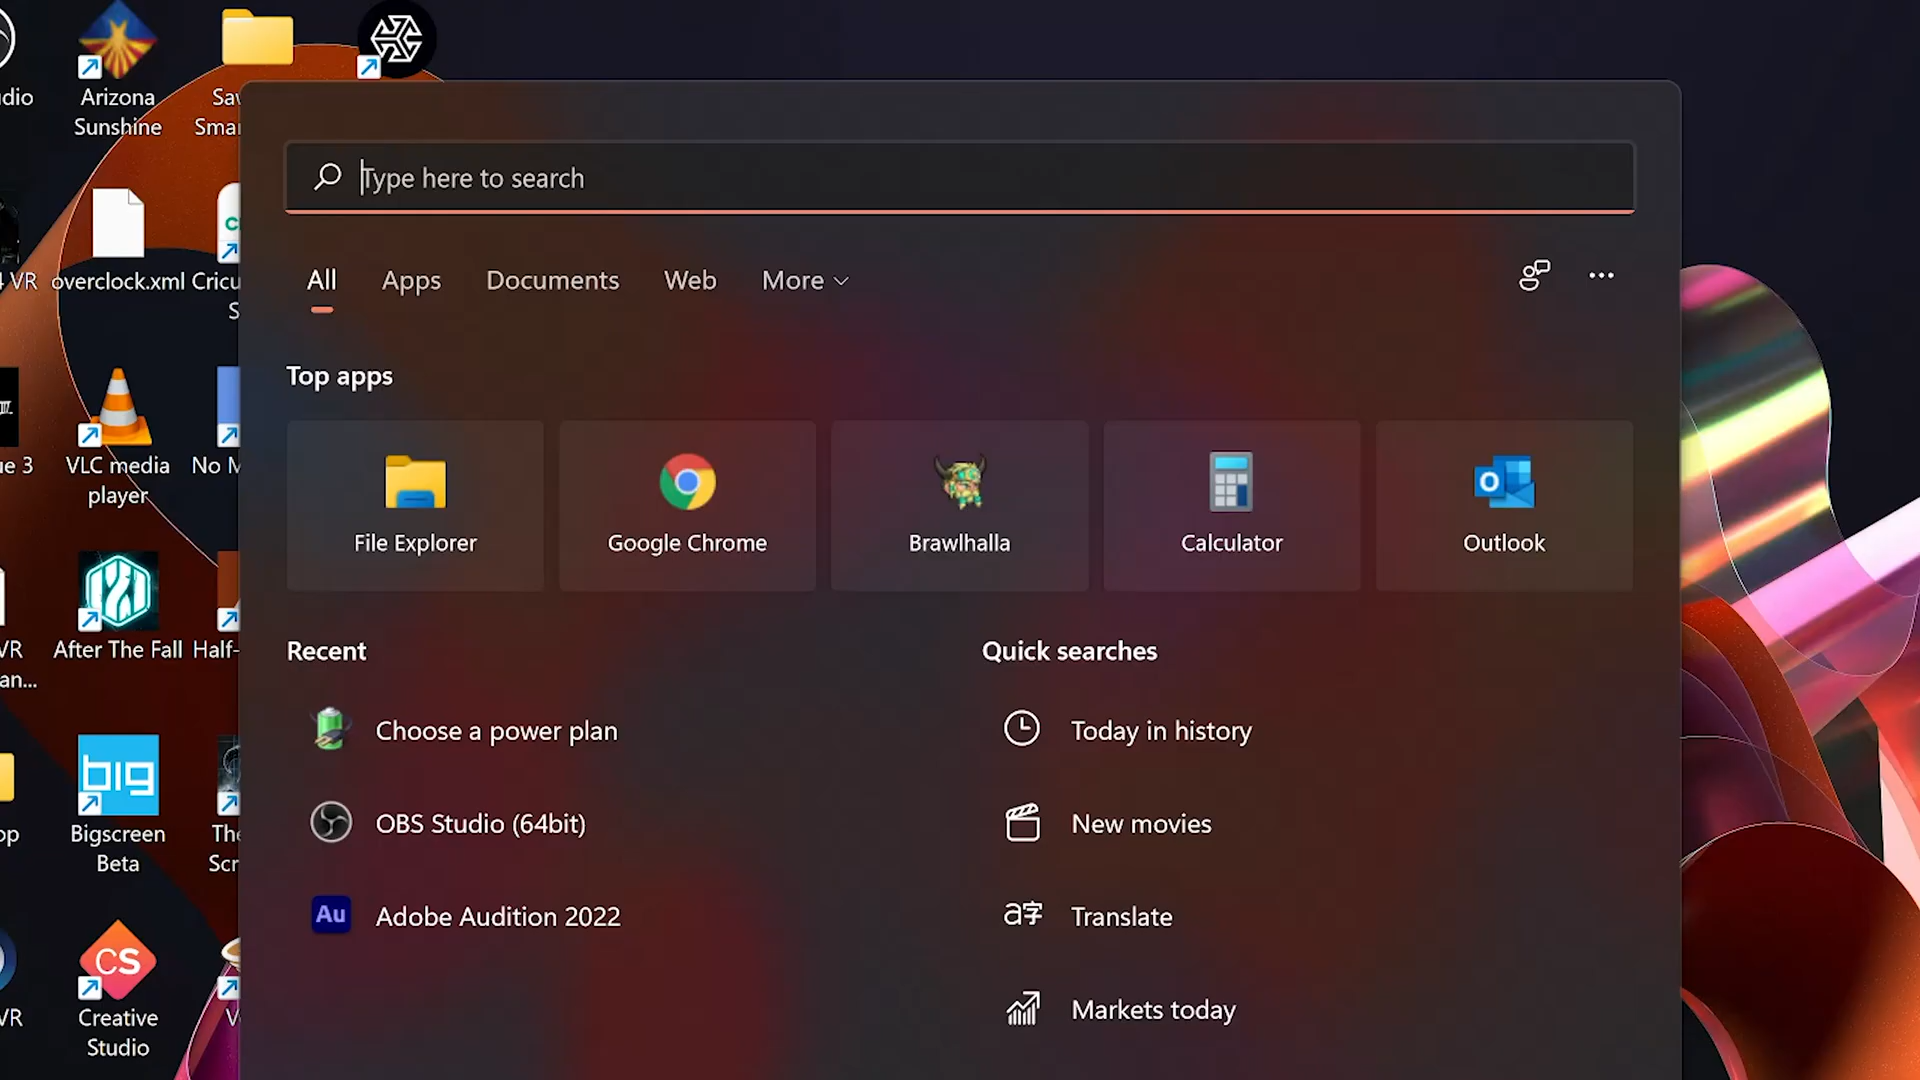 dio
Arizona
Sunshine
Sav
Smar
Type here to search
All
Apps
Documents
Web
More
VR
overclock.xml
Cricu
S
Top apps
File Explorer
Google Chrome
Brawlhalla
Calculator
Outlook
ue 3
VLC media
player
No M
After The Fall
Half-
VR
an...
Recent
Choose a power plan
OBS Studio (64bit)
Au
Adobe Audition 2022
Quick searches
Today in history
New movies
Translate
Markets today
big
op
Bigscreen
Beta
The
Scr
CS
VR
Creative
Studio